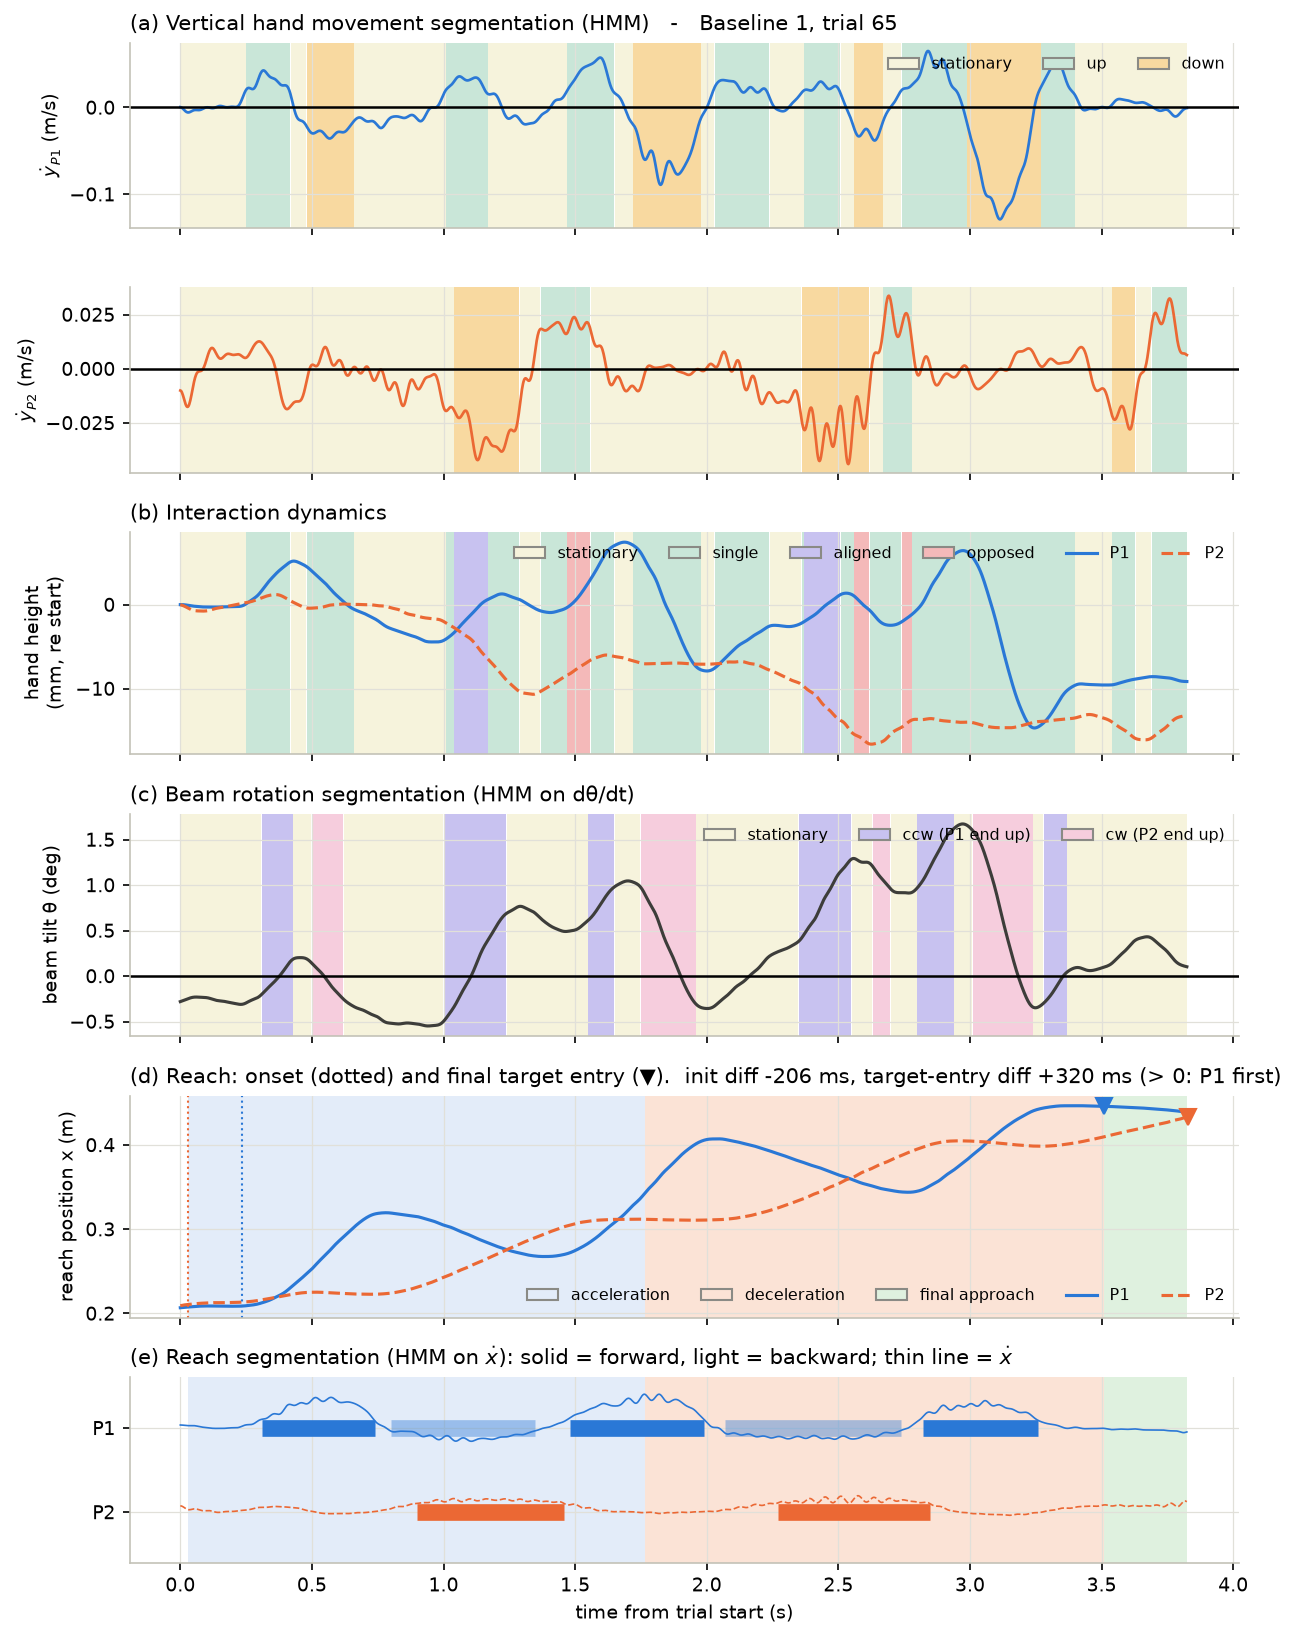 (a) Vertical hand movement segmentation (HMM)   -   Baseline 1, trial 65
stationary up down
0.0
−0.1
ẏ_P1 (m/s)
0.025
0.000
−0.025
ẏ_P2 (m/s)
(b) Interaction dynamics
stationary single aligned opposed P1 P2
0
−10
hand height
(mm, re start)
(c) Beam rotation segmentation (HMM on dθ/dt)
stationary ccw (P1 end up) cw (P2 end up)
1.5
1.0
0.5
0.0
−0.5
beam tilt θ (deg)
(d) Reach: onset (dotted) and final target entry (▼).  init diff -206 ms, target-entry diff +320 ms (> 0: P1 first)
0.4
0.3
0.2
reach position x (m)
acceleration deceleration final approach P1 P2
(e) Reach segmentation (HMM on ẋ): solid = forward, light = backward; thin line = ẋ
P1
P2
0.0 0.5 1.0 1.5 2.0 2.5 3.0 3.5 4.0
time from trial start (s)